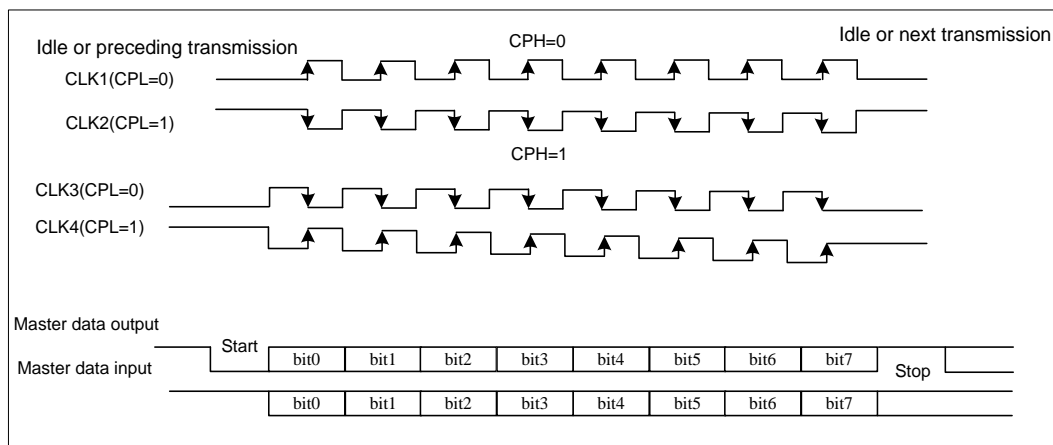 Idle or preceding transmission
CPH=0
Idle or next transmission
CLK1(CPL=0)
CLK2(CPL=1)
CPH=1
CLK3(CPL=0)
CLK4(CPL=1)
Master data output
Start
bit0 bit1 bit2 bit3 bit4 bit5 bit6 bit7
Master data input
Stop
bit0 bit1 bit2 bit3 bit4 bit5 bit6 bit7